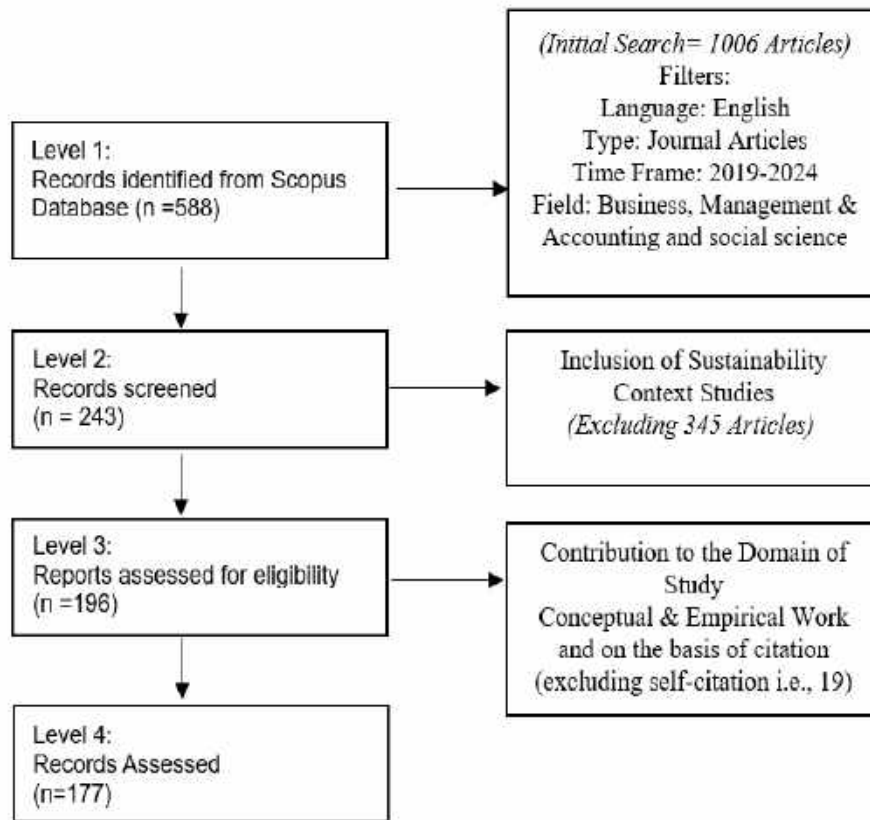 (Initial Search= 1006 Articles)
Filters:
Language: English
Type: Journal Articles
Time Frame: 2019-2024
Field: Business, Management &
Accounting and social science
Level 1:
Records identified from Scopus
Database (n =588)
Level 2:
Records screened
(n = 243)
Inclusion of Sustainability
Context Studies
(Excluding 345 Articles)
Level 3:
Reports assessed for eligibility
(n =196)
Contribution to the Domain of
Study
Conceptual & Empirical Work
and on the basis of citation
(excluding self-citation i.e., 19)
Level 4:
Records Assessed
(n=177)